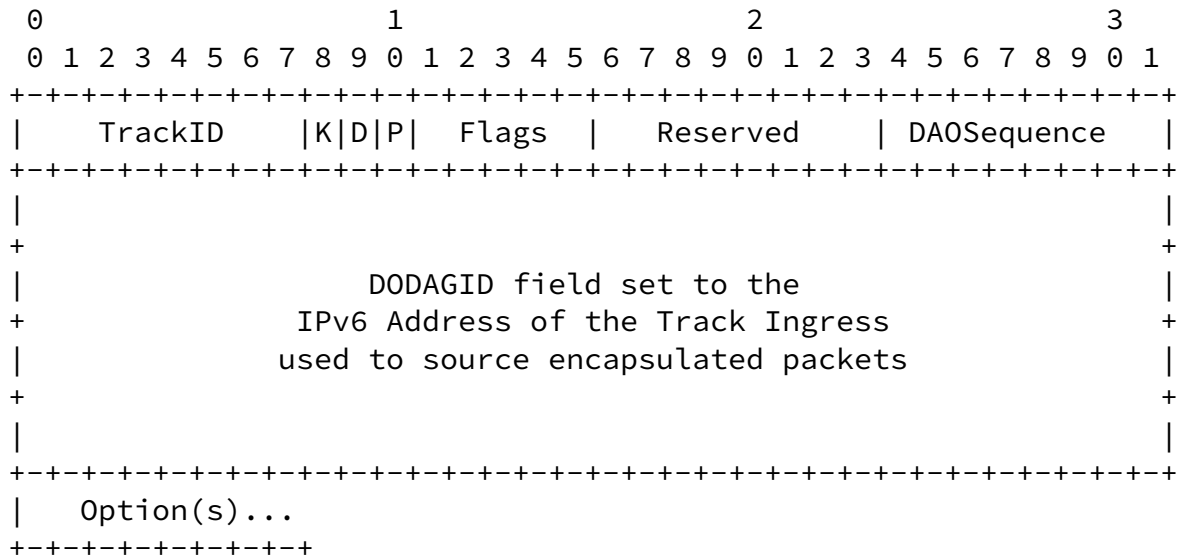 0                   1                   2                   3
 0 1 2 3 4 5 6 7 8 9 0 1 2 3 4 5 6 7 8 9 0 1 2 3 4 5 6 7 8 9 0 1
+-+-+-+-+-+-+-+-+-+-+-+-+-+-+-+-+-+-+-+-+-+-+-+-+-+-+-+-+-+-+-+-+
|    TrackID    |K|D|P|  Flags  |   Reserved    | DAOSequence   |
+-+-+-+-+-+-+-+-+-+-+-+-+-+-+-+-+-+-+-+-+-+-+-+-+-+-+-+-+-+-+-+-+
|                                                               |
+                                                               +
|                   DODAGID field set to the                    |
+               IPv6 Address of the Track Ingress               +
|              used to source encapsulated packets              |
+                                                               +
|                                                               |
+-+-+-+-+-+-+-+-+-+-+-+-+-+-+-+-+-+-+-+-+-+-+-+-+-+-+-+-+-+-+-+-+
|   Option(s)...
+-+-+-+-+-+-+-+-+